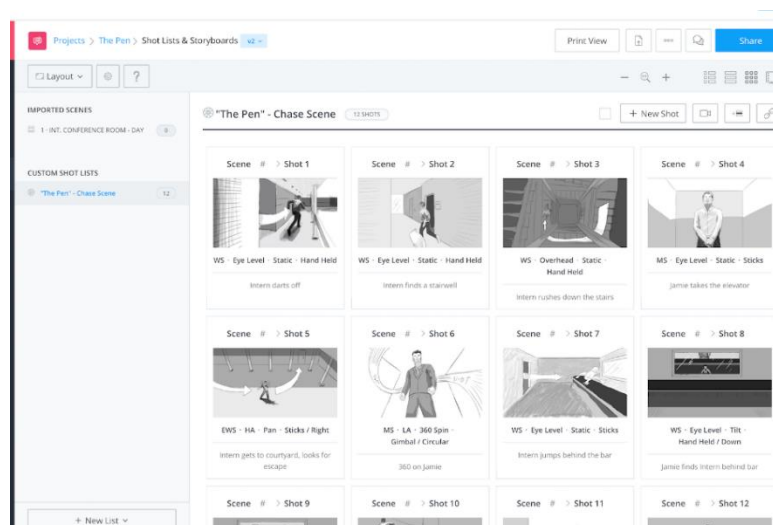 Projects > The Pen > Shot Lists & Storyboards v2
Print View
Share
Layout
?
IMPORTED SCENES
1 · INT. CONFERENCE ROOM - DAY 0
CUSTOM SHOT LISTS
"The Pen" - Chase Scene 12
"The Pen" - Chase Scene 12 SHOTS
+ New Shot
Scene # > Shot 1
WS · Eye Level · Static · Hand Held
Intern darts off
Scene # > Shot 2
WS · Eye Level · Static · Hand Held
Intern finds a stairwell
Scene # > Shot 3
WS · Overhead · Static ·
Hand Held
Intern rushes down the stairs
Scene # > Shot 4
MS · Eye Level · Static · Sticks
Jamie takes the elevator
Scene # > Shot 5
EWS · HA · Pan · Sticks / Right
Intern gets to courtyard, looks for
escape
Scene # > Shot 6
MS · LA · 360 Spin ·
Gimbal / Circular
360 on Jamie
Scene # > Shot 7
WS · Eye Level · Static · Sticks
Intern jumps behind the bar
Scene # > Shot 8
WS · Eye Level · Tilt ·
Hand Held / Down
Jamie finds Intern behind bar
Scene # > Shot 9
Scene # > Shot 10
Scene # > Shot 11
Scene # > Shot 12
+ New List